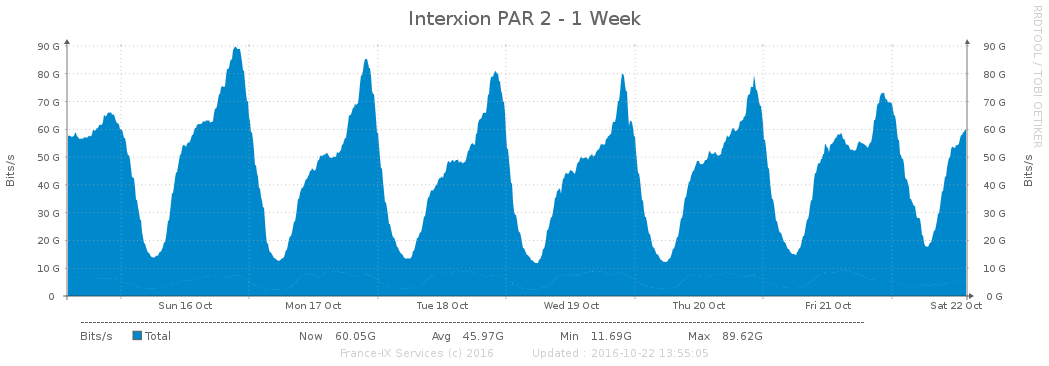 Interxion PAR 2 - 1 Week
RRDTOOL / TOBI OETIKER
Bits/s
90 G
80 G
70 G
60 G
50 G
40 G
30 G
20 G
10 G
0
90 G
80 G
70 G
60 G
50 G
40 G
30 G
20 G
10 G
0 G
Bits/s
Sun 16 Oct Mon 17 Oct Tue 18 Oct Wed 19 Oct Thu 20 Oct Fri 21 Oct Sat 22 Oct
Bits/s Total Now 60.05G Avg 45.97G Min 11.69G Max 89.62G
France-IX Services (c) 2016 Updated : 2016-10-22 13:55:05